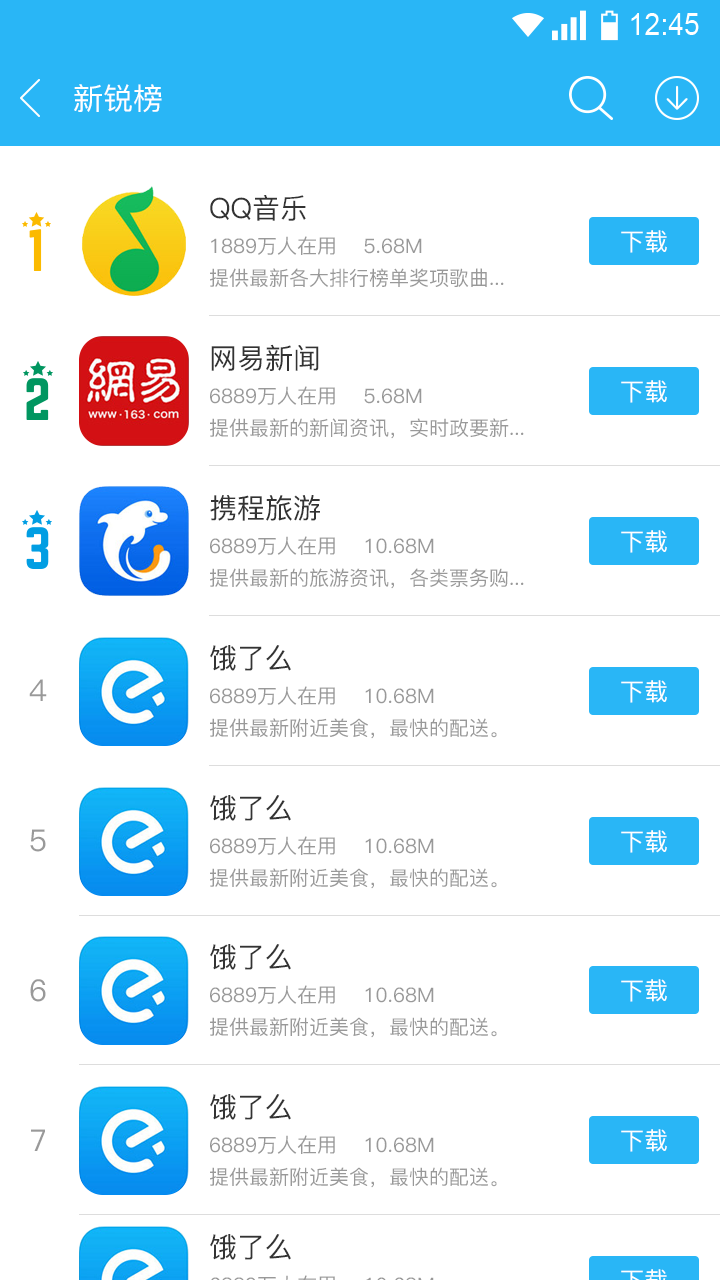 12:45
新锐榜
1
QQ音乐
1889万人在用 5.68M
提供最新各大排行榜单奖项歌曲...
下载
2
網易
www·163·com
网易新闻
6889万人在用 5.68M
提供最新的新闻资讯，实时政要新...
下载
3
携程旅游
6889万人在用 10.68M
提供最新的旅游资讯，各类票务购...
下载
4
饿了么
6889万人在用 10.68M
提供最新附近美食，最快的配送。
下载
5
饿了么
6889万人在用 10.68M
提供最新附近美食，最快的配送。
下载
6
饿了么
6889万人在用 10.68M
提供最新附近美食，最快的配送。
下载
7
饿了么
6889万人在用 10.68M
提供最新附近美食，最快的配送。
下载
饿了么
下载